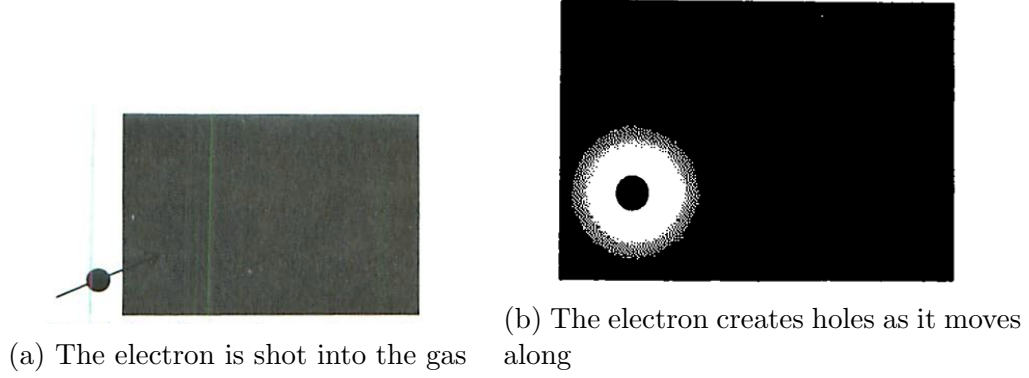 (a) The electron is shot into the gas
(b) The electron creates holes as it moves
along